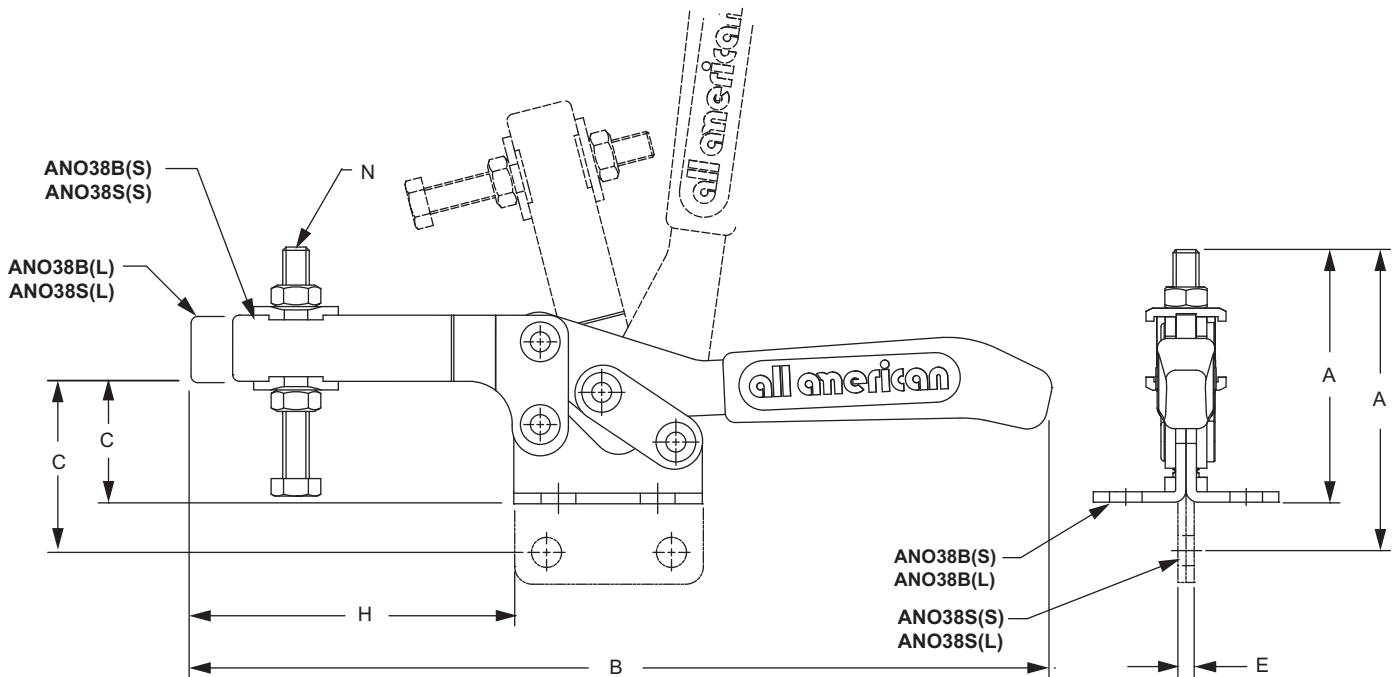 all american
ANO38B(S)
ANO38S(S)
N
ANO38B(L)
ANO38S(L)
all american
C
C
A
A
ANO38B(S)
ANO38B(L)
ANO38S(S)
ANO38S(L)
H
B
E